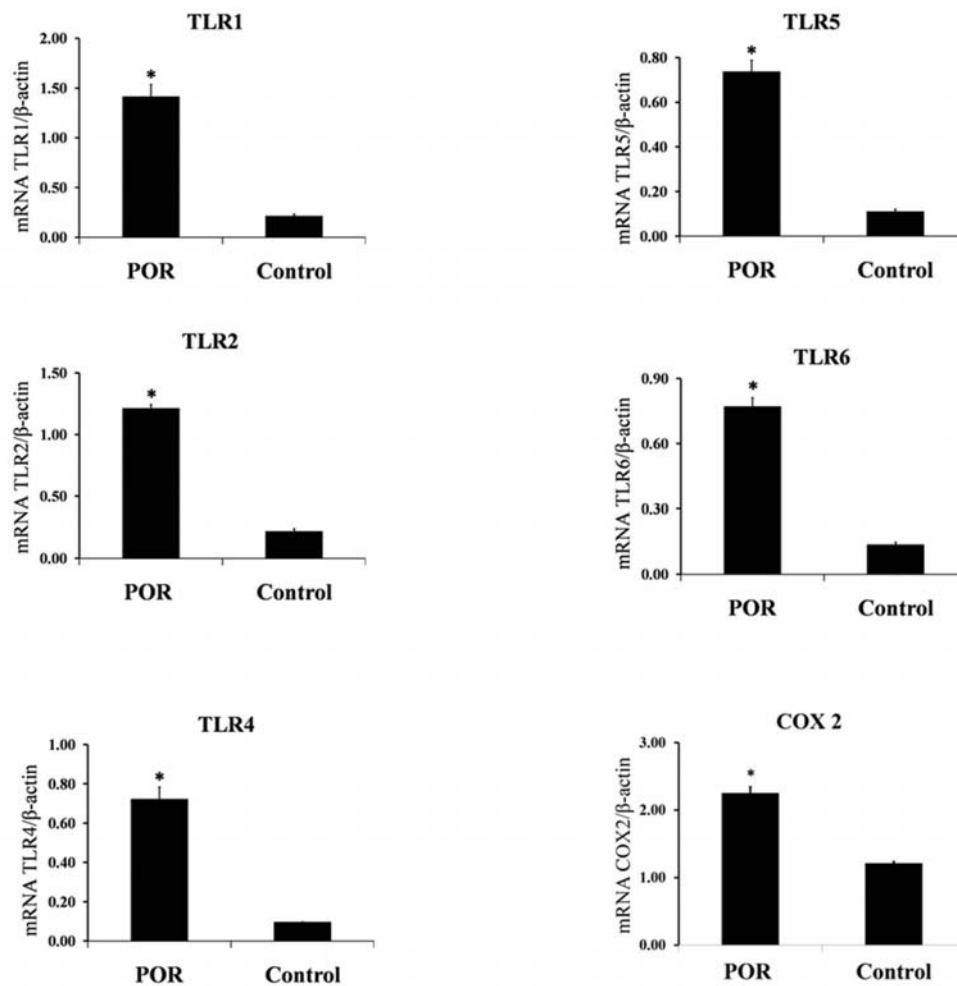 TLR1
2.00
*
1.50
1.00
0.50
0.00
mRNA TLR1/β-actin
POR Control
TLR5
*
0.80
0.60
0.40
0.20
0.00
mRNA TLR5/β-actin
POR Control
TLR2
1.50
*
1.00
0.50
0.00
mRNA TLR2/β-actin
POR Control
TLR6
0.90
*
0.60
0.30
0.00
mRNA TLR6/β-actin
POR Control
TLR4
1.00
*
0.80
0.60
0.40
0.20
0.00
mRNA TLR4/β-actin
POR Control
COX 2
3.00
*
2.00
1.00
0.00
mRNA COX2/β-actin
POR Control